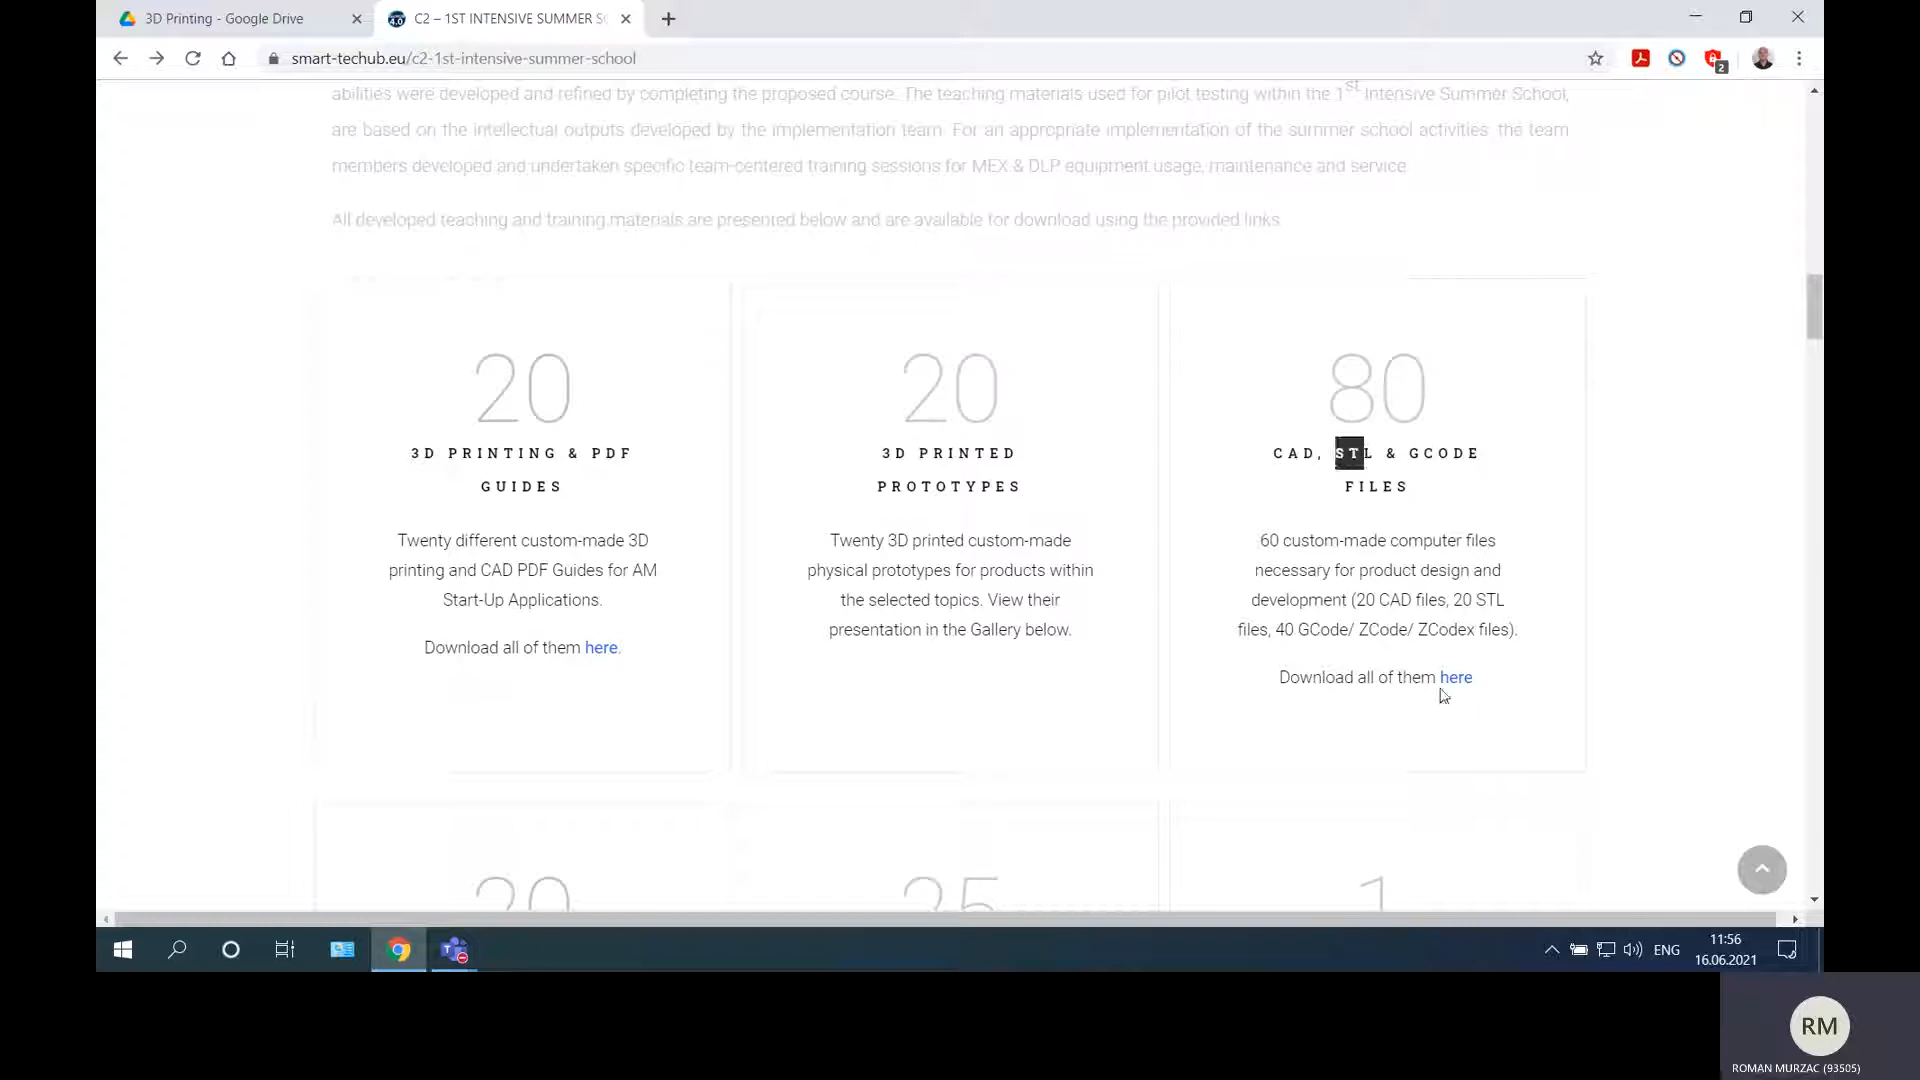 3D Printing - Google Drive
C2 – 1ST INTENSIVE SUMMER S
smart-techub.eu/c2-1st-intensive-summer-school
2
abilities were developed and refined by completing the proposed course. The teaching materials used for pilot testing within the 1st Intensive Summer School,
are based on the intellectual outputs developed by the implementation team. For an appropriate implementation of the summer school activities the team
members developed and undertaken specific team-centered training sessions for MEX & DLP equipment usage, maintenance and service.
All developed teaching and training materials are presented below and are available for download using the provided links.
20
3D PRINTING & PDF
GUIDES
Twenty different custom-made 3D
printing and CAD PDF Guides for AM
Start-Up Applications.
Download all of them here.
20
3D PRINTED
PROTOTYPES
Twenty 3D printed custom-made
physical prototypes for products within
the selected topics. View their
presentation in the Gallery below.
80
CAD, STL & GCODE
FILES
60 custom-made computer files
necessary for product design and
development (20 CAD files, 20 STL
files, 40 GCode/ ZCode/ ZCodex files).
Download all of them here
20
25
1
ENG
11:56
16.06.2021
RM
ROMAN MURZAC (93505)